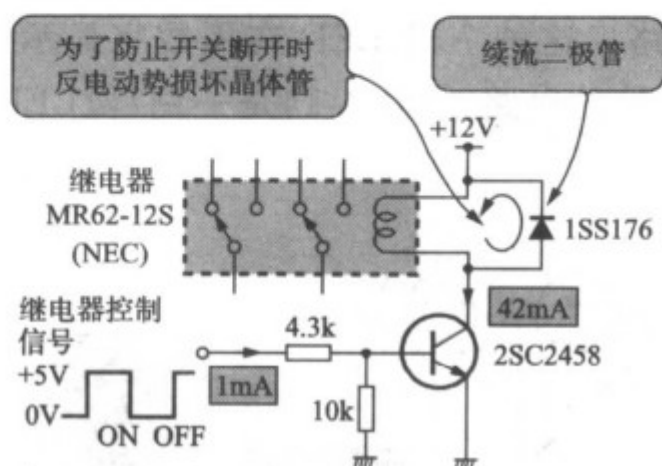 为了防止开关断开时
反电动势损坏晶体管
续流二极管
+12V
继电器
MR62-12S
(NEC)
1SS176
继电器控制
信号
+5V
0V
ON OFF
1mA
4.3k
10k
42mA
2SC2458